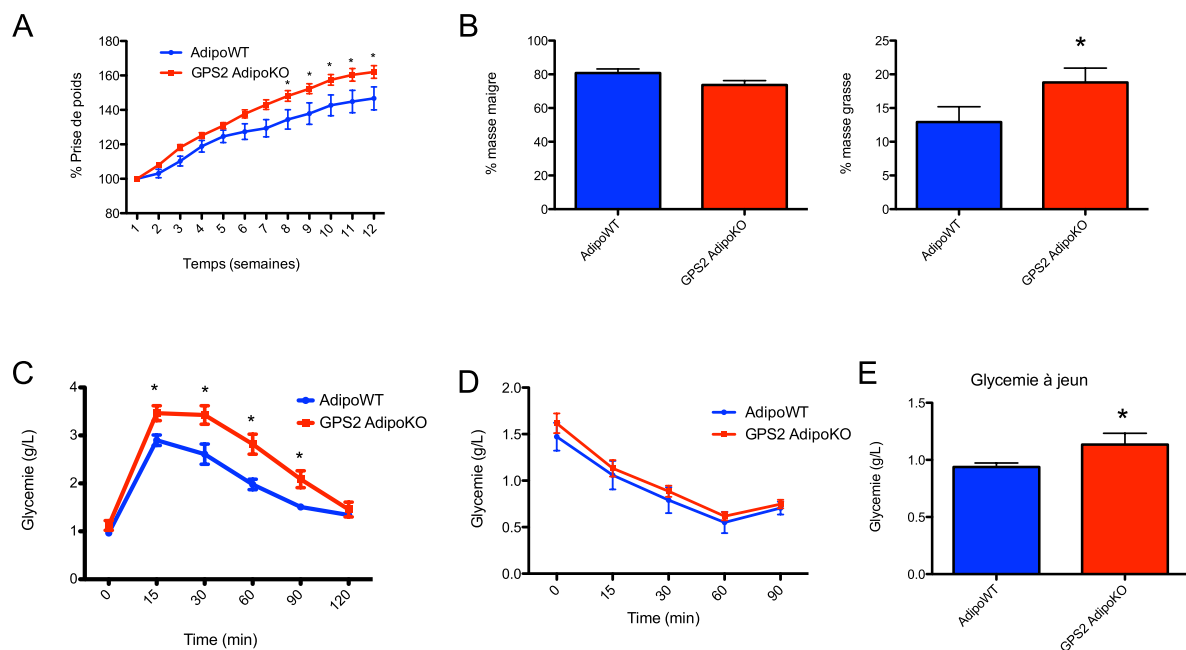 A
% Prise de poids
180
160
140
120
100
80
AdipoWT
GPS2 AdipoKO
* * * * *
1 2 3 4 5 6 7 8 9 10 11 12
Temps (semaines)
B
% masse maigre
100
80
60
40
20
0
AdipoWT
GPS2 AdipoKO
% masse grasse
25
20
15
10
5
0
*
AdipoWT
GPS2 AdipoKO
C
Glycemie (g/L)
4
3
2
1
0
* * * *
AdipoWT
GPS2 AdipoKO
0 15 30 60 90 120
Time (min)
D
Glycemie (g/L)
2.0
1.5
1.0
0.5
0.0
AdipoWT
GPS2 AdipoKO
0 15 30 60 90
Time (min)
E
Glycemie à jeun
Glycemie (g/L)
1.5
1.0
0.5
0.0
*
AdipoWT
GPS2 AdipoKO